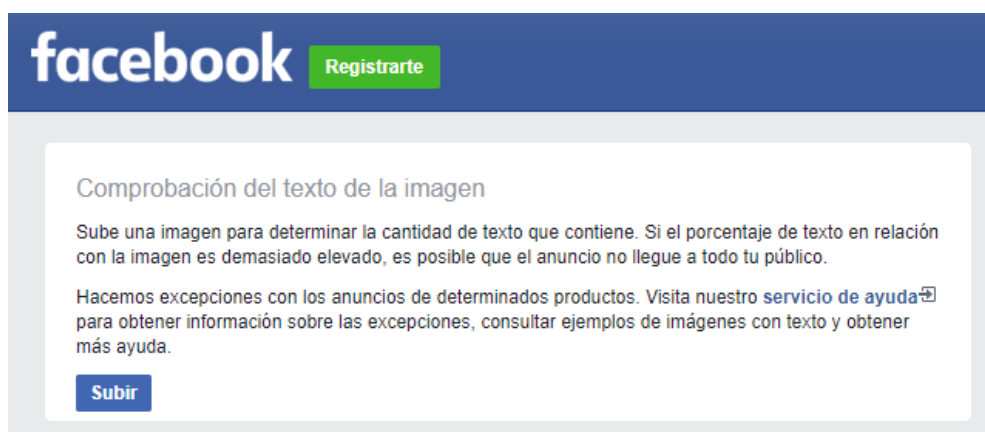 facebook Registrarte
Comprobación del texto de la imagen
Sube una imagen para determinar la cantidad de texto que contiene. Si el porcentaje de texto en relación
con la imagen es demasiado elevado, es posible que el anuncio no llegue a todo tu público.
Hacemos excepciones con los anuncios de determinados productos. Visita nuestro servicio de ayuda
para obtener información sobre las excepciones, consultar ejemplos de imágenes con texto y obtener
más ayuda.
Subir